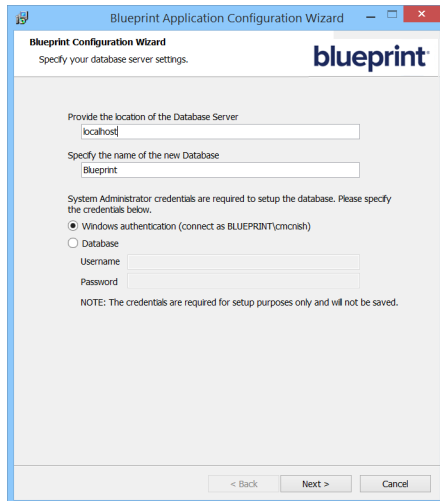 Blueprint Application Configuration Wizard
Blueprint Configuration Wizard
Specify your database server settings.
blueprint
Provide the location of the Database Server
localhost
Specify the name of the new Database
Blueprint
System Administrator credentials are required to setup the database. Please specify
the credentials below.
Windows authentication (connect as BLUEPRINT\cmcnish)
Database
Username
Password
NOTE: The credentials are required for setup purposes only and will not be saved.
< Back
Next >
Cancel